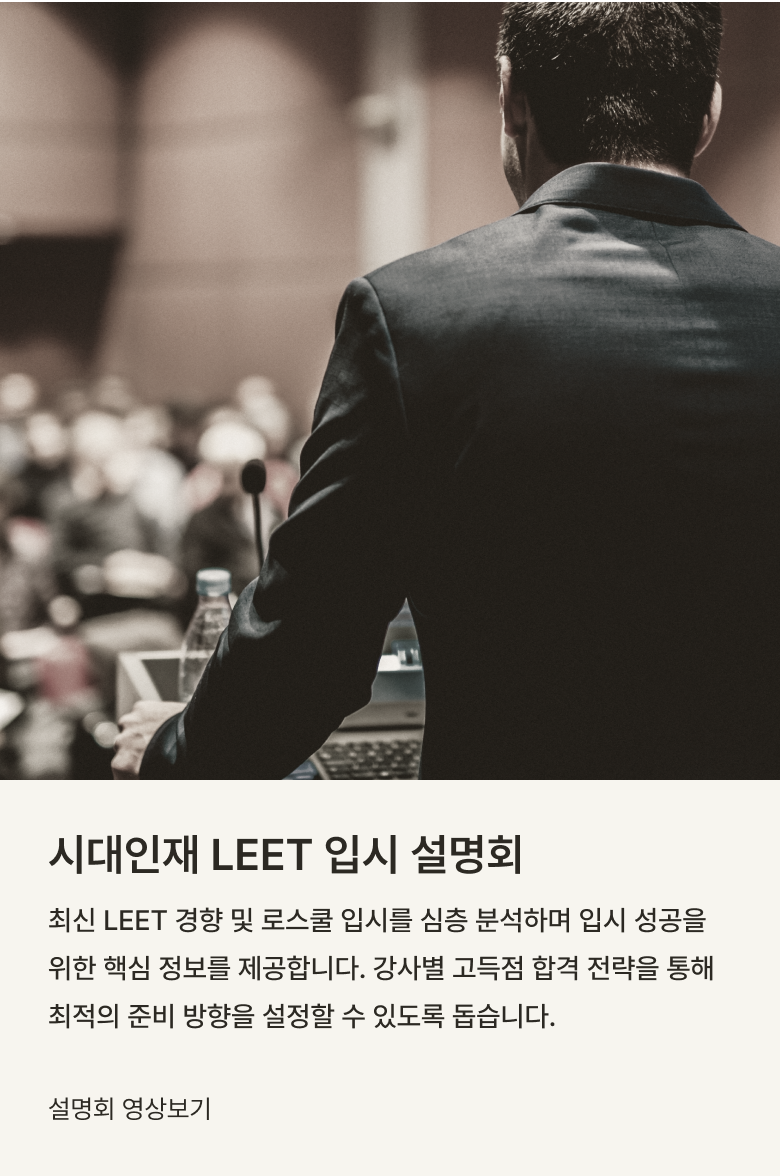 시대인재 LEET 입시 설명회
최신 LEET 경향 및 로스쿨 입시를 심층 분석하며 입시 성공을
위한 핵심 정보를 제공합니다. 강사별 고득점 합격 전략을 통해
최적의 준비 방향을 설정할 수 있도록 돕습니다.
설명회 영상보기